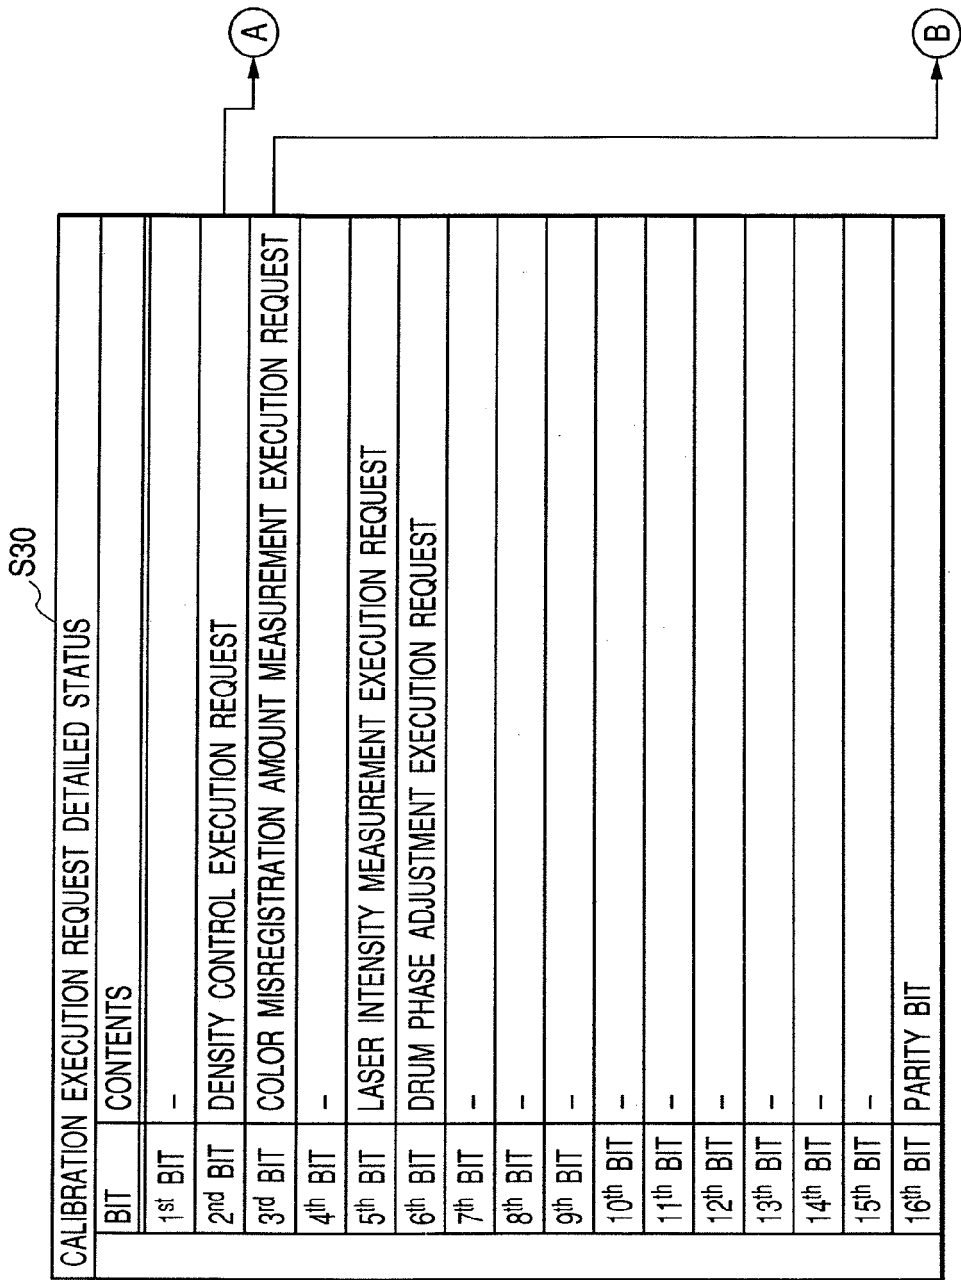 S30
CALIBRATION EXECUTION REQUEST DETAILED STATUS
BIT CONTENTS
1st BIT –
2nd BIT DENSITY CONTROL EXECUTION REQUEST
A
3rd BIT COLOR MISREGISTRATION AMOUNT MEASUREMENT EXECUTION REQUEST
B
4th BIT –
5th BIT LASER INTENSITY MEASUREMENT EXECUTION REQUEST
6th BIT DRUM PHASE ADJUSTMENT EXECUTION REQUEST
7th BIT –
8th BIT –
9th BIT –
10th BIT –
11th BIT –
12th BIT –
13th BIT –
14th BIT –
15th BIT –
16th BIT PARITY BIT